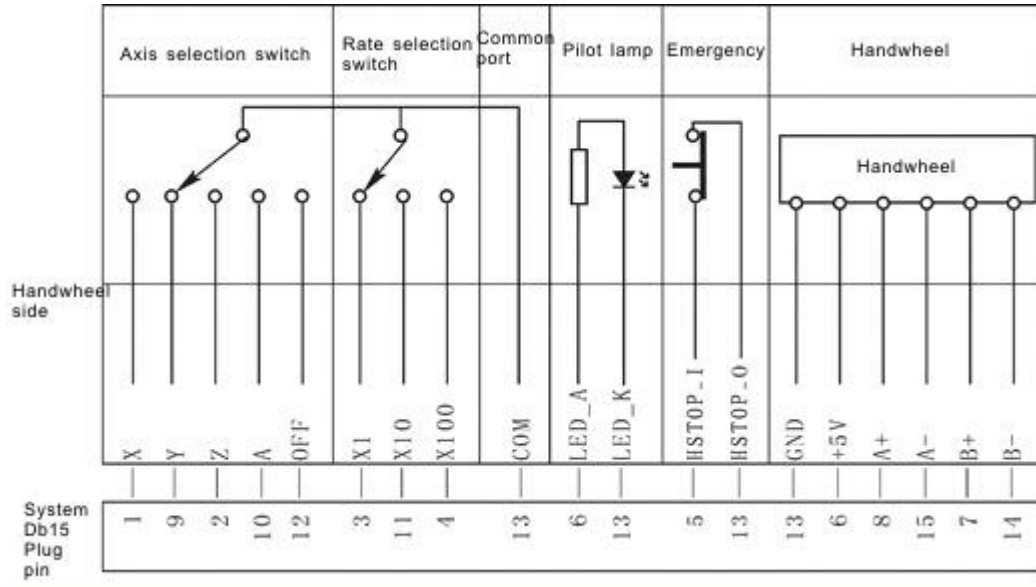 Axis selection switch
Rate selection
switch
Common
port
Pilot lamp
Emergency
Handwheel
Handwheel
Handwheel
side
X
Y
Z
A
OFF
X1
X10
X100
COM
LED_A
LED_K
HSTOP-I
HSTOP-O
GND
+5V
A+
A-
B+
B-
System
Db15
Plug
pin
1
9
2
10
12
3
11
4
13
6
13
5
13
13
6
8
15
7
14